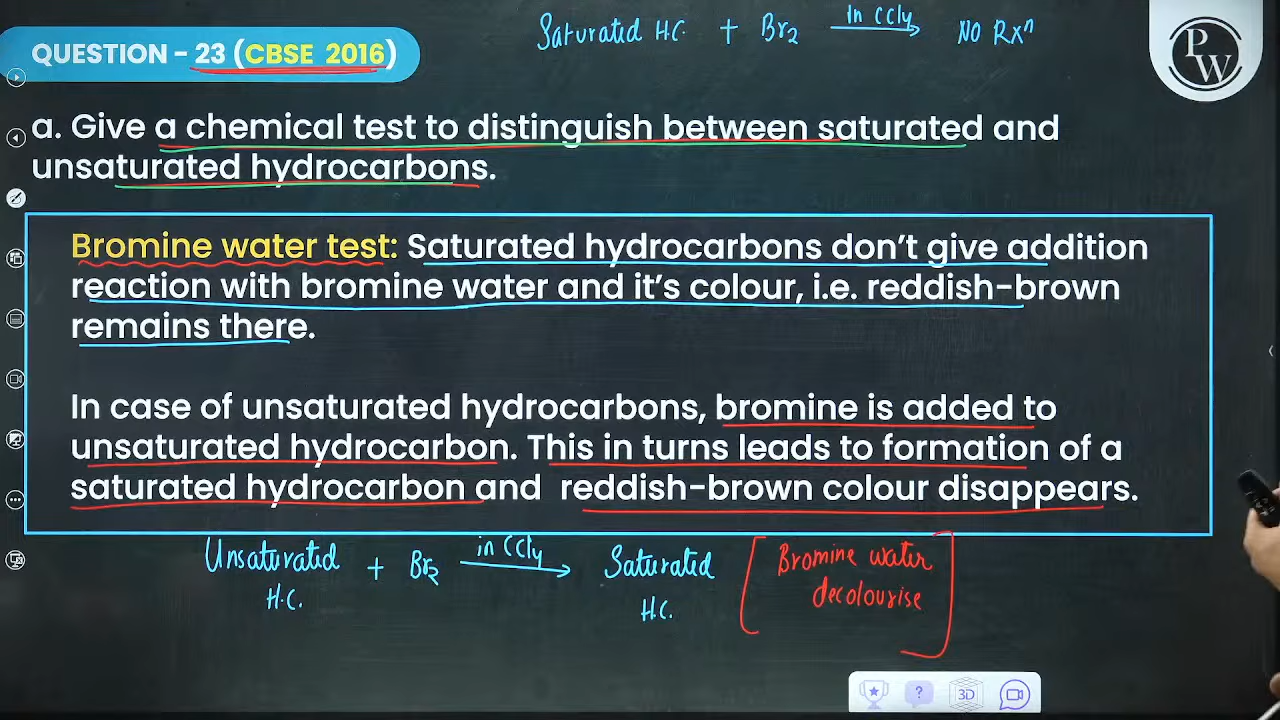 Saturated H.C. + Br2 in CCl4 → No Rxn
QUESTION - 23 (CBSE 2016)
PW
a. Give a chemical test to distinguish between saturated and
unsaturated hydrocarbons.
Bromine water test: Saturated hydrocarbons don't give addition
reaction with bromine water and it's colour, i.e. reddish-brown
remains there.
In case of unsaturated hydrocarbons, bromine is added to
unsaturated hydrocarbon. This in turns leads to formation of a
saturated hydrocarbon and reddish-brown colour disappears.
Unsaturated H.C. + Br2 in CCl4 → Saturated H.C. [Bromine water
decolourise]
3D